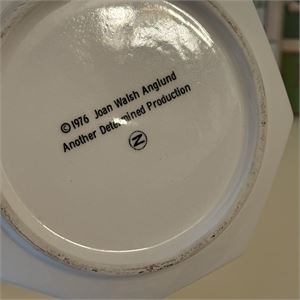 ©1976 Joan Walsh Anglund
Another Determined Production
N